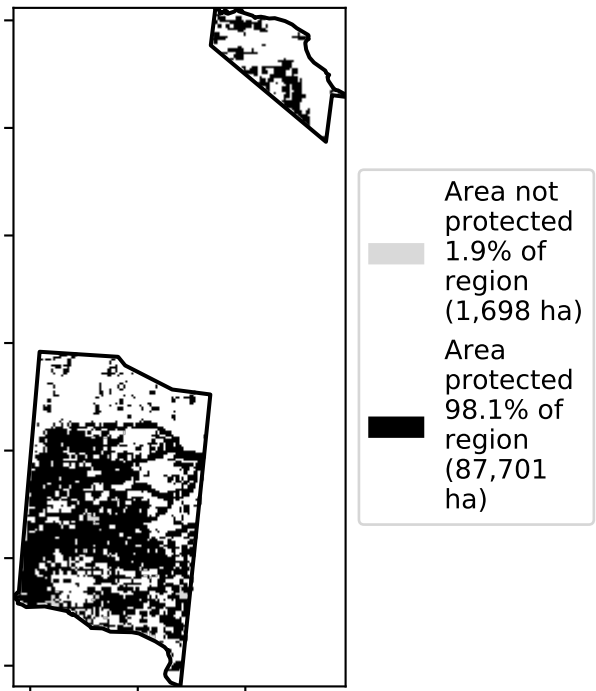 Area not
protected
1.9% of
region
(1,698 ha)
Area
protected
98.1% of
region
(87,701
ha)